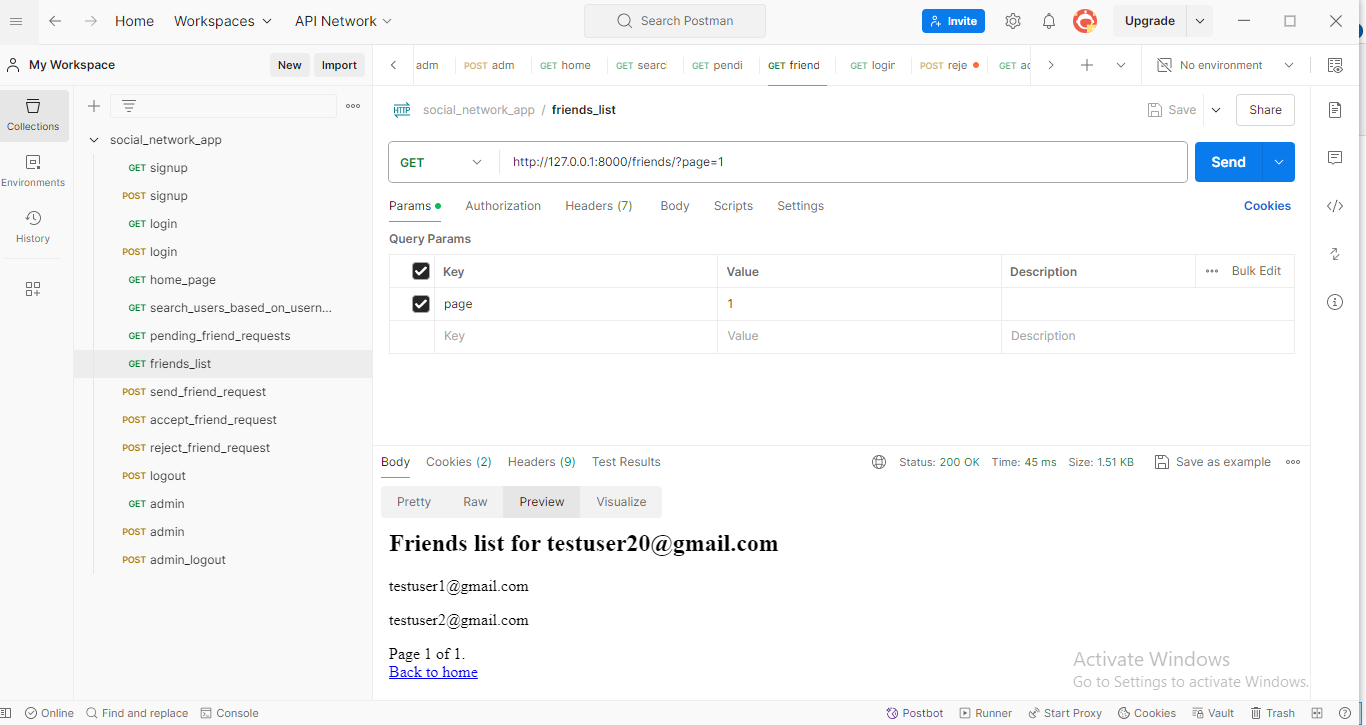 Home Workspaces API Network Search Postman Invite Upgrade
My Workspace New Import adm POST adm GET home GET searc GET pendi GET friend GET login POST reje GET ac No environment
Collections
Environments
History
social_network_app
GET signup
POST signup
GET login
POST login
GET home_page
GET search_users_based_on_usern...
GET pending_friend_requests
GET friends_list
POST send_friend_request
POST accept_friend_request
POST reject_friend_request
POST logout
GET admin
POST admin
POST admin_logout
HTTP social_network_app / friends_list Save Share
GET http://127.0.0.1:8000/friends/?page=1 Send
Params Authorization Headers (7) Body Scripts Settings Cookies
Query Params
Key Value Description Bulk Edit
page 1
Key Value Description
Body Cookies (2) Headers (9) Test Results Status: 200 OK Time: 45 ms Size: 1.51 KB Save as example
Pretty Raw Preview Visualize
Friends list for testuser20@gmail.com
testuser1@gmail.com
testuser2@gmail.com
Page 1 of 1.
Back to home
Activate Windows
Go to Settings to activate Windows.
Online Find and replace Console Postbot Runner Start Proxy Cookies Vault Trash